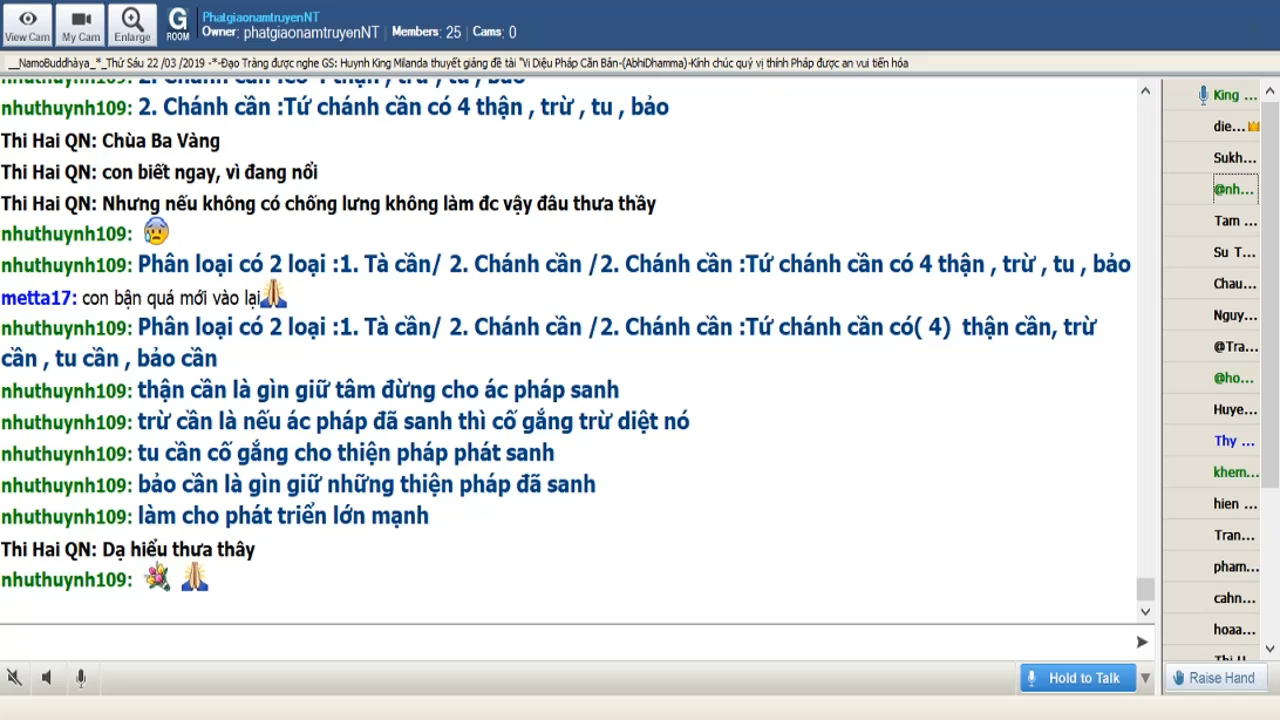 PhatgiaonamtruyenNT
G ROOM
Owner: phatgiaonamtruyenNT | Members: 25 | Cams: 0
View Cam
My Cam
Enlarge
__NamoBuddhàya_*_Thứ Sáu 22 /03 /2019 -*-Đạo Tràng được nghe GS: Huynh King Milanda thuyết giảng đề tài "Vi Diệu Pháp Căn Bản-(AbhiDhamma)-Kính chúc quý vị thính Pháp được an vui tiến hóa
nhuthuynh109: 2. Chánh cần :Tứ chánh cần có 4 thận , trừ , tu , bảo
Thi Hai QN: Chùa Ba Vàng
Thi Hai QN: con biết ngay, vì đang nổi
Thi Hai QN: Nhưng nếu không có chống lưng không làm đc vậy đâu thưa thầy
nhuthuynh109:
nhuthuynh109: Phân loại có 2 loại :1. Tà cần/ 2. Chánh cần /2. Chánh cần :Tứ chánh cần có 4 thận , trừ , tu , bảo
metta17: con bận quá mới vào lại
nhuthuynh109: Phân loại có 2 loại :1. Tà cần/ 2. Chánh cần /2. Chánh cần :Tứ chánh cần có( 4) thận cần, trừ
cần , tu cần , bảo cần
nhuthuynh109: thận cần là gìn giữ tâm đừng cho ác pháp sanh
nhuthuynh109: trừ cần là nếu ác pháp đã sanh thì cố gắng trừ diệt nó
nhuthuynh109: tu cần cố gắng cho thiện pháp phát sanh
nhuthuynh109: bảo cần là gìn giữ những thiện pháp đã sanh
nhuthuynh109: làm cho phát triển lớn mạnh
Thi Hai QN: Dạ hiểu thưa thây
nhuthuynh109:
King ...
die...
Sukh...
@nh...
Tam ...
Su T...
Chau...
Nguy...
@Tra...
@ho...
Huye...
Thy ...
khem...
hien ...
Tran...
pham...
cahn...
hoaa...
Hold to Talk
Raise Hand